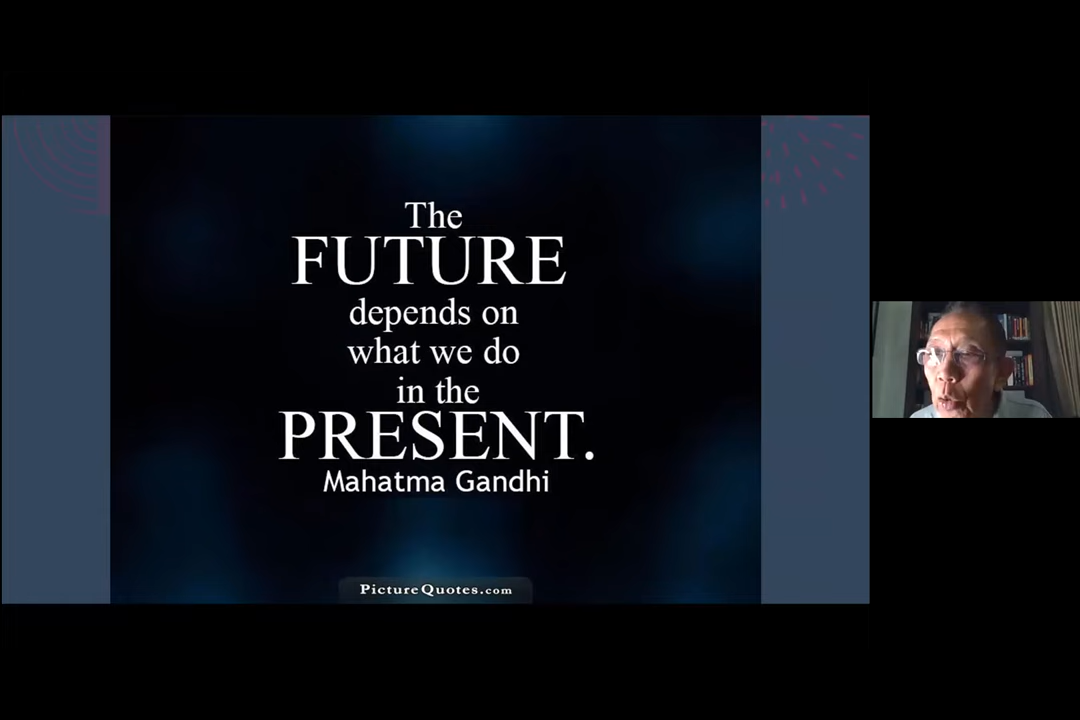 The
FUTURE
depends on
what we do
in the
PRESENT.
Mahatma Gandhi
PictureQuotes.com